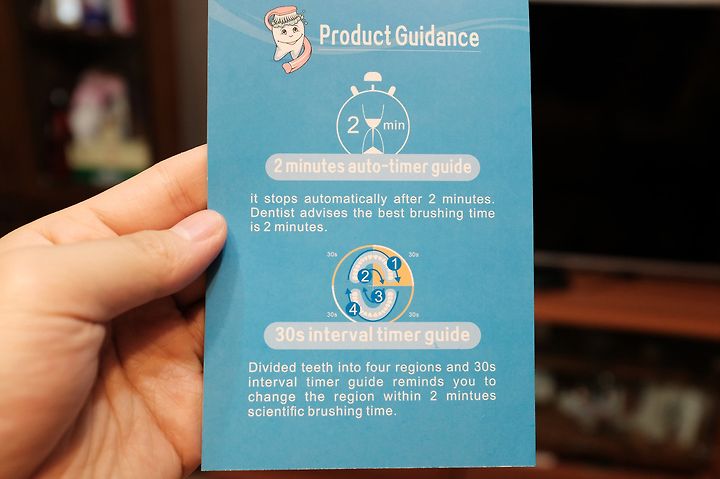 Product Guidance
2 min
2 minutes auto-timer guide
it stops automatically after 2 minutes.
Dentist advises the best brushing time
is 2 minutes.
30s 30s
1
2
3
4
30s 30s
30s interval timer guide
Divided teeth into four regions and 30s
interval timer guide reminds you to
change the region within 2 mintues
scientific brushing time.